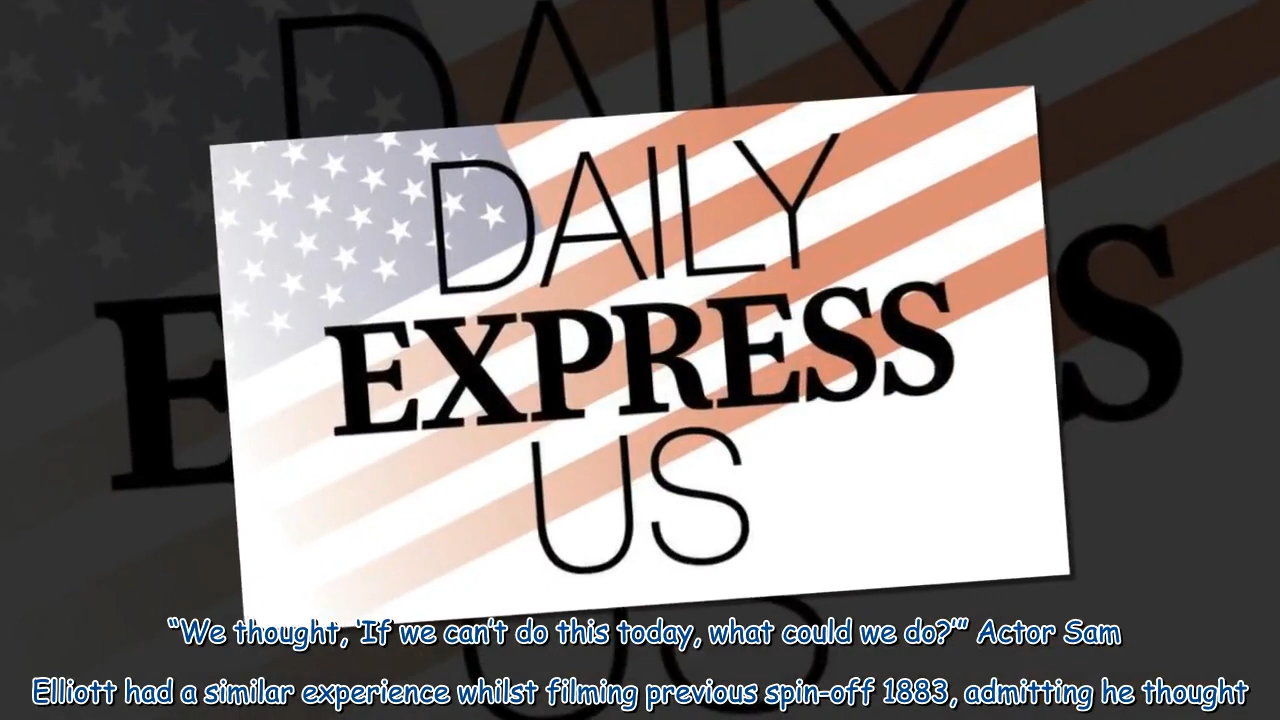 DAILY
EXPRESS
US
“We thought, ‘If we can’t do this today, what could we do?’” Actor Sam
Elliott had a similar experience whilst filming previous spin-off 1883, admitting he thought